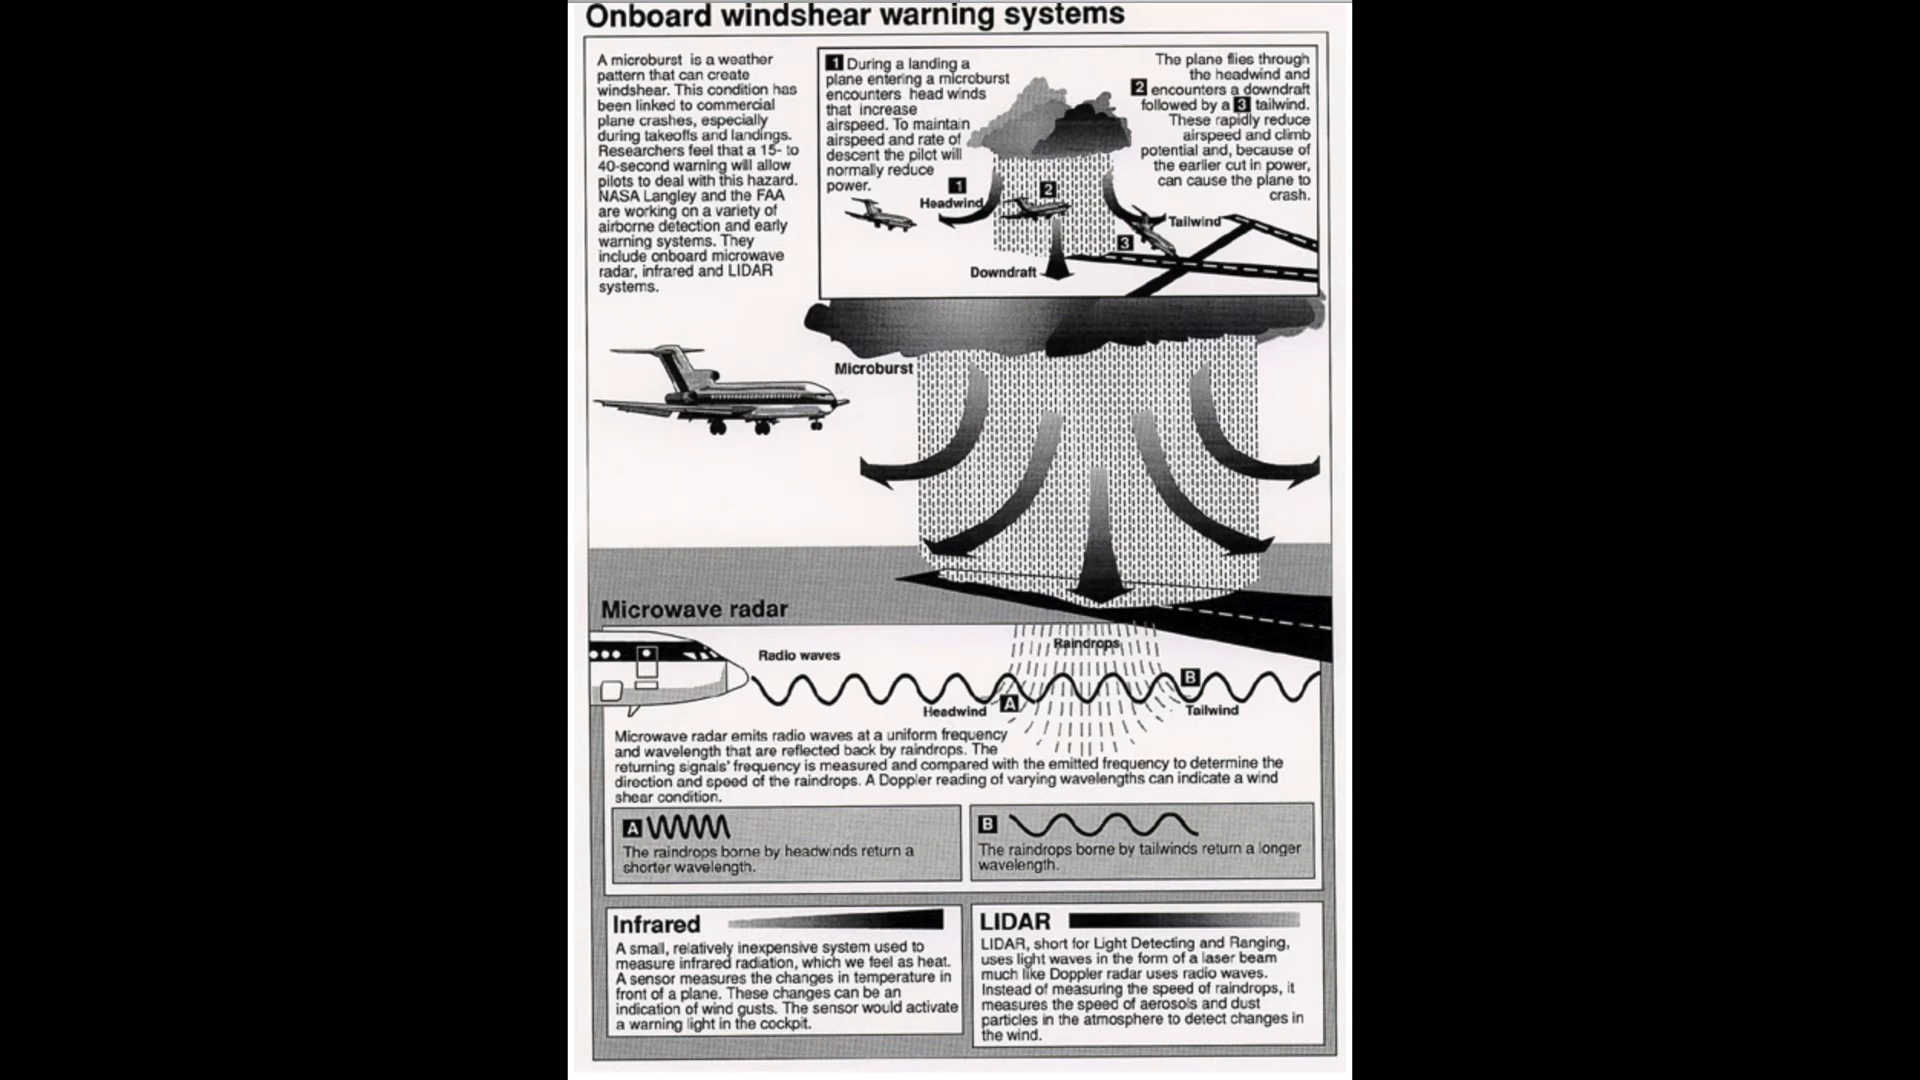 Onboard windshear warning systems
A microburst is a weather
pattern that can create
windshear. This condition has
been linked to commercial
plane crashes, especially
during takeoffs and landings.
Researchers feel that a 15- to
40-second warning will allow
pilots to deal with this hazard.
NASA Langley and the FAA
are working on a variety of
airborne detection and early
warning systems. They
include onboard microwave
radar, infrared and LIDAR
systems.
1 During a landing a
plane entering a microburst
encounters head winds
that increase
airspeed. To maintain
airspeed and rate of
descent the pilot will
normally reduce
power.
The plane flies through
the headwind and
2 encounters a downdraft
followed by a 3 tailwind.
These rapidly reduce
airspeed and climb
potential and, because of
the earlier cut in power,
can cause the plane to
crash.
1
2
Headwind
Tailwind
3
Downdraft
Microburst
Microwave radar
Raindrops
Radio waves
B
A
Headwind
Tailwind
Microwave radar emits radio waves at a uniform frequency
and wavelength that are reflected back by raindrops. The
returning signals' frequency is measured and compared with the emitted frequency to determine the
direction and speed of the raindrops. A Doppler reading of varying wavelengths can indicate a wind
shear condition.
A
The raindrops borne by headwinds return a
shorter wavelength.
B
The raindrops borne by tailwinds return a longer
wavelength.
Infrared
A small, relatively inexpensive system used to
measure infrared radiation, which we feel as heat.
A sensor measures the changes in temperature in
front of a plane. These changes can be an
indication of wind gusts. The sensor would activate
a warning light in the cockpit.
LIDAR
LIDAR, short for Light Detecting and Ranging,
uses light waves in the form of a laser beam
much like Doppler radar uses radio waves.
Instead of measuring the speed of raindrops, it
measures the speed of aerosols and dust
particles in the atmosphere to detect changes in
the wind.